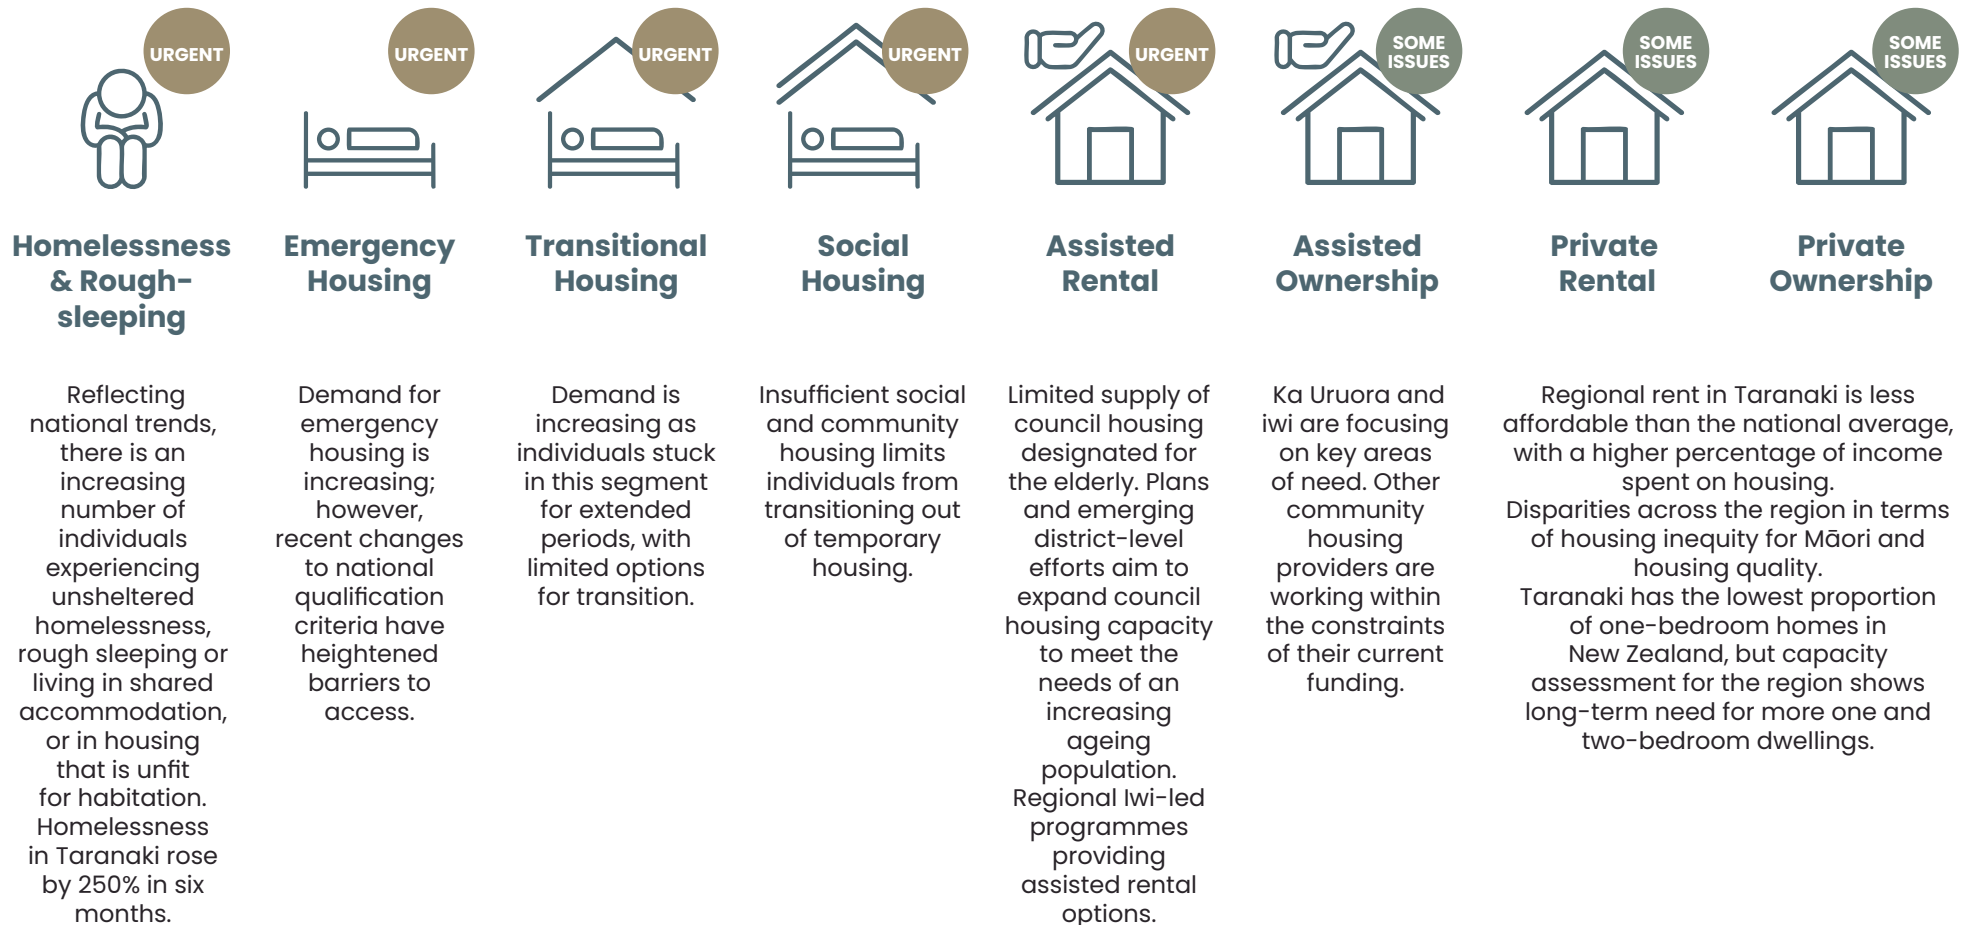 URGENT
Homelessness
& Rough-
sleeping
Reflecting
national trends,
there is an
increasing
number of
individuals
experiencing
unsheltered
homelessness,
rough sleeping or
living in shared
accommodation,
or in housing
that is unfit
for habitation.
Homelessness
in Taranaki rose
by 250% in six
months.
URGENT
Emergency
Housing
Demand for
emergency
housing is
increasing;
however,
recent changes
to national
qualification
criteria have
heightened
barriers to
access.
URGENT
Transitional
Housing
Demand is
increasing as
individuals stuck
in this segment
for extended
periods, with
limited options
for transition.
URGENT
Social
Housing
Insufficient social
and community
housing limits
individuals from
transitioning out
of temporary
housing.
URGENT
Assisted
Rental
Limited supply of
council housing
designated for
the elderly. Plans
and emerging
district-level
efforts aim to
expand council
housing capacity
to meet the
needs of an
increasing
ageing
population.
Regional Iwi-led
programmes
providing
assisted rental
options.
SOME
ISSUES
Assisted
Ownership
Ka Uruora and
iwi are focusing
on key areas
of need. Other
community
housing
providers are
working within
the constraints
of their current
funding.
SOME
ISSUES
Private
Rental
SOME
ISSUES
Private
Ownership
Regional rent in Taranaki is less
affordable than the national average,
with a higher percentage of income
spent on housing.
Disparities across the region in terms
of housing inequity for Māori and
housing quality.
Taranaki has the lowest proportion
of one-bedroom homes in
New Zealand, but capacity
assessment for the region shows
long-term need for more one and
two-bedroom dwellings.